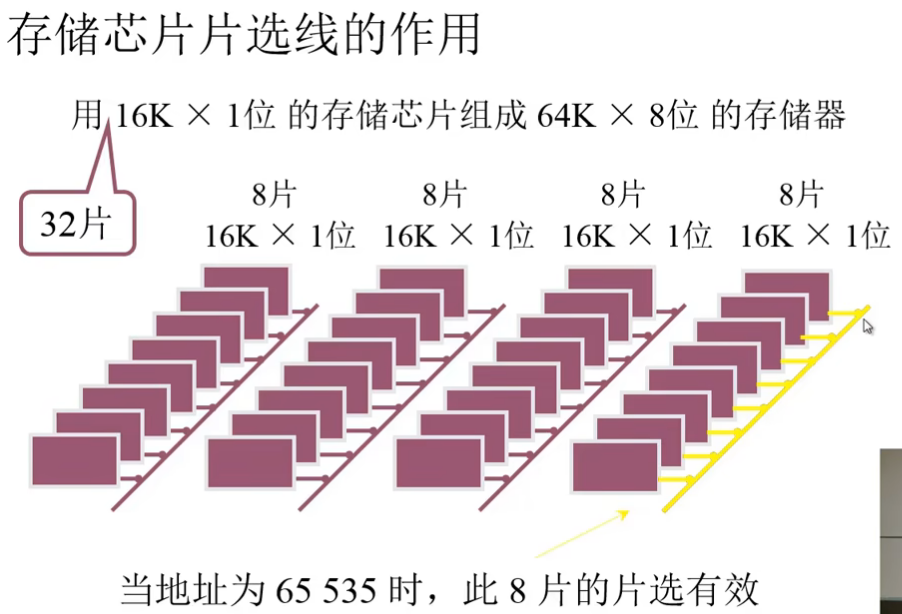 存储芯片片选线的作用
用 16K × 1位 的存储芯片组成 64K × 8位 的存储器
32片
8片 8片 8片 8片
16K × 1位 16K × 1位 16K × 1位 16K × 1位
当地址为 65 535 时，此 8 片的片选有效